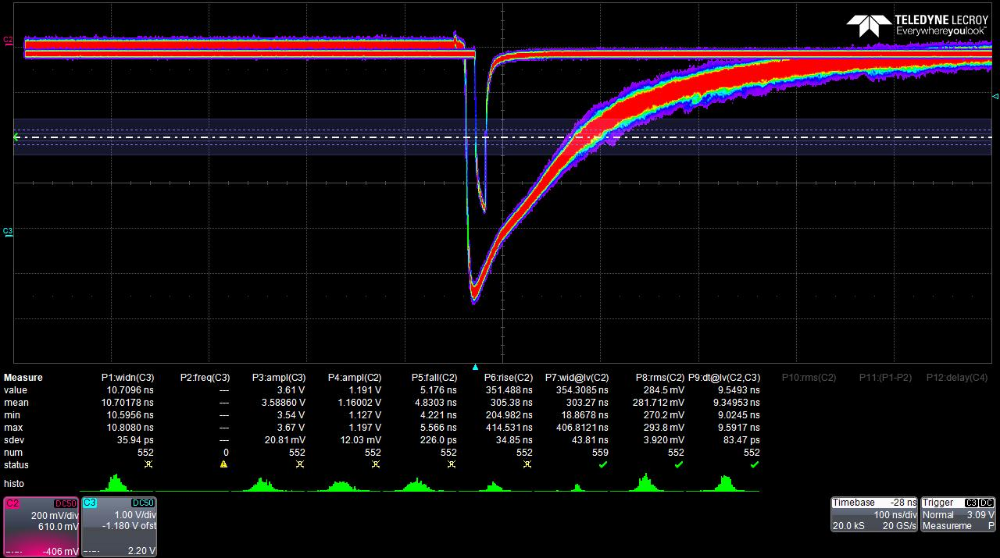 TELEDYNE LECROY
Everywhereyoulook™
C2
C3
Measure P1:widn(C3) P2:freq(C3) P3:ampl(C3) P4:ampl(C2) P5:fall(C2) P6:rise(C2) P7:wid@lv(C2) P8:rms(C2) P9:dt@lv(C2,C3) P10:rms(C2) P11:(P1-P2) P12:delay(C4)
value 10.7096 ns --- 3.61 V 1.191 V 5.176 ns 351.488 ns 354.3085 ns 284.5 mV 9.5493 ns
mean 10.70178 ns --- 3.58860 V 1.16002 V 4.8303 ns 305.38 ns 303.27 ns 281.712 mV 9.34953 ns
min 10.5956 ns --- 3.54 V 1.127 V 4.221 ns 204.982 ns 18.8678 ns 270.2 mV 9.0245 ns
max 10.8080 ns --- 3.67 V 1.197 V 5.566 ns 414.531 ns 406.8121 ns 293.8 mV 9.5917 ns
sdev 35.94 ps --- 20.81 mV 12.03 mV 226.0 ps 34.85 ns 43.81 ns 3.920 mV 83.47 ps
num 552 0 552 552 552 552 559 552 552
status
histo
C2 DC50
200 mV/div
610.0 mV
-406 mV
C3 DC50
1.00 V/div
-1.180 V ofst
2.20 V
Timebase -28 ns
100 ns/div
20.0 kS 20 GS/s
Trigger C3 DC
Normal 3.09 V
Measureme P